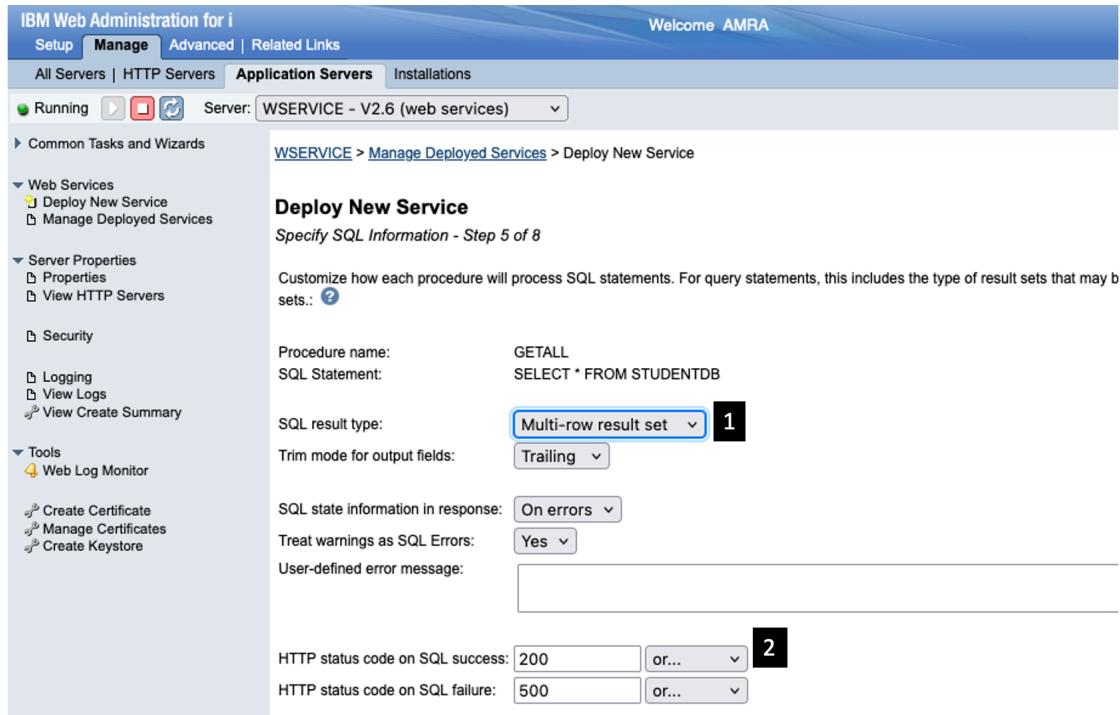 IBM Web Administration for i
Welcome AMRA
Setup Manage Advanced | Related Links
All Servers | HTTP Servers Application Servers Installations
Running Server: WSERVICE - V2.6 (web services)
Common Tasks and Wizards
Web Services
Deploy New Service
Manage Deployed Services
Server Properties
Properties
View HTTP Servers
Security
Logging
View Logs
View Create Summary
Tools
Web Log Monitor
Create Certificate
Manage Certificates
Create Keystore
WSERVICE > Manage Deployed Services > Deploy New Service
Deploy New Service
Specify SQL Information - Step 5 of 8
Customize how each procedure will process SQL statements. For query statements, this includes the type of result sets that may b
sets.: ?
Procedure name: GETALL
SQL Statement: SELECT * FROM STUDENTDB
SQL result type: Multi-row result set 1
Trim mode for output fields: Trailing
SQL state information in response: On errors
Treat warnings as SQL Errors: Yes
User-defined error message:
2
HTTP status code on SQL success: 200 or...
HTTP status code on SQL failure: 500 or...